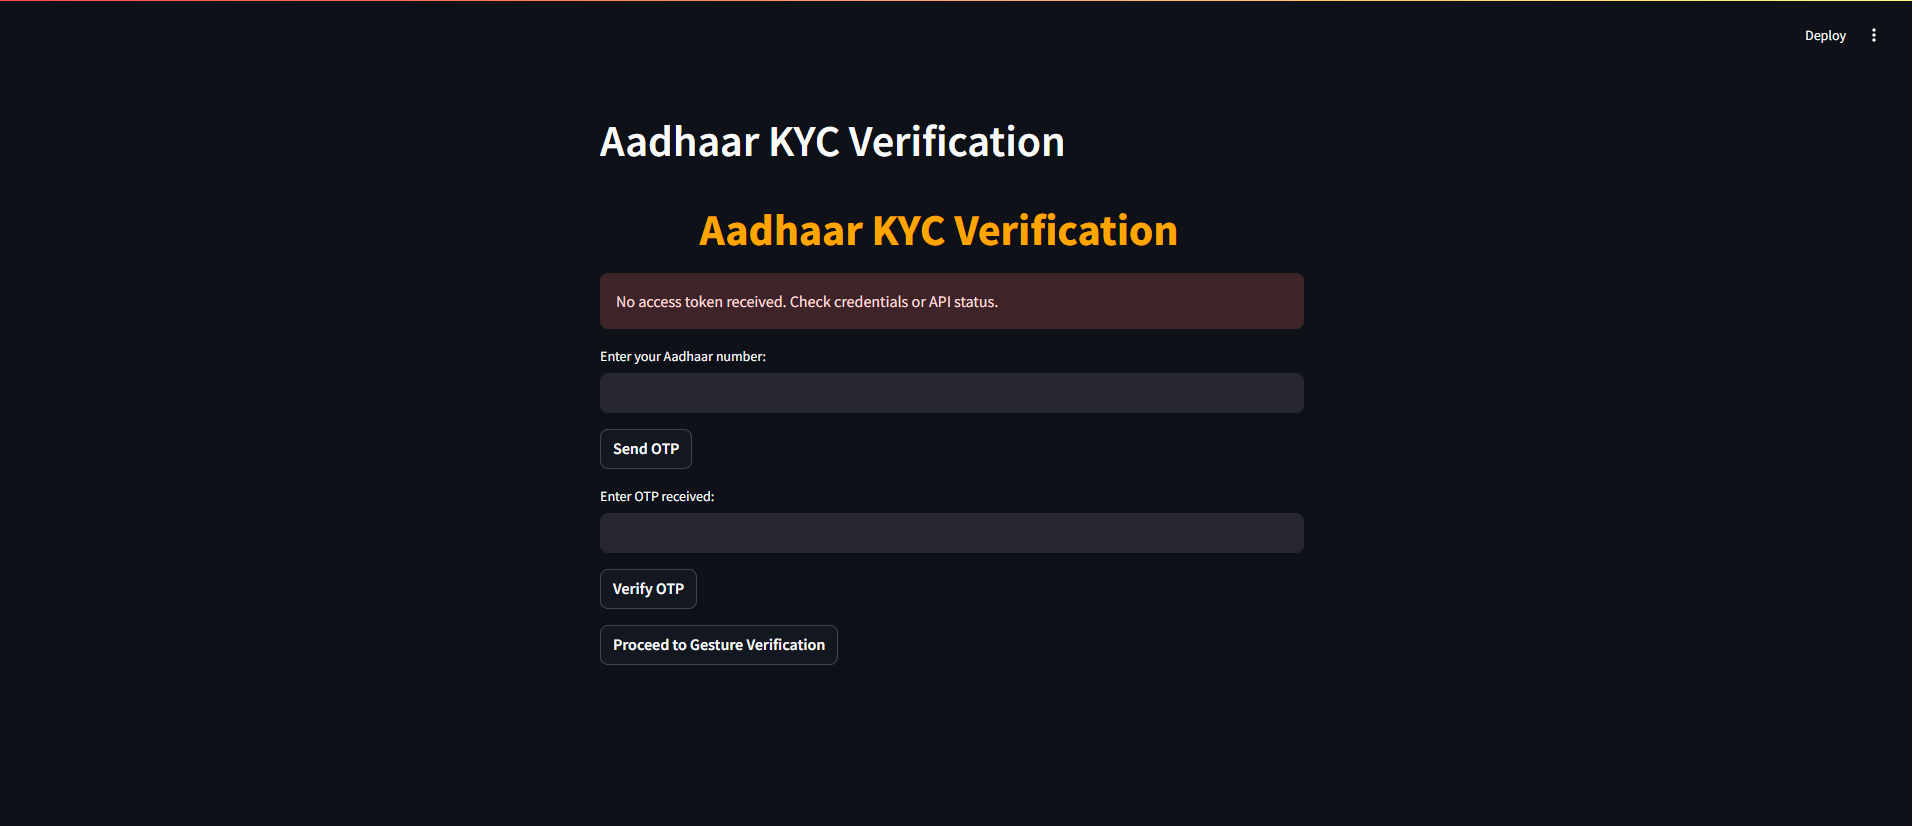 Deploy
Aadhaar KYC Verification
Aadhaar KYC Verification
No access token received. Check credentials or API status.
Enter your Aadhaar number:
Send OTP
Enter OTP received:
Verify OTP
Proceed to Gesture Verification